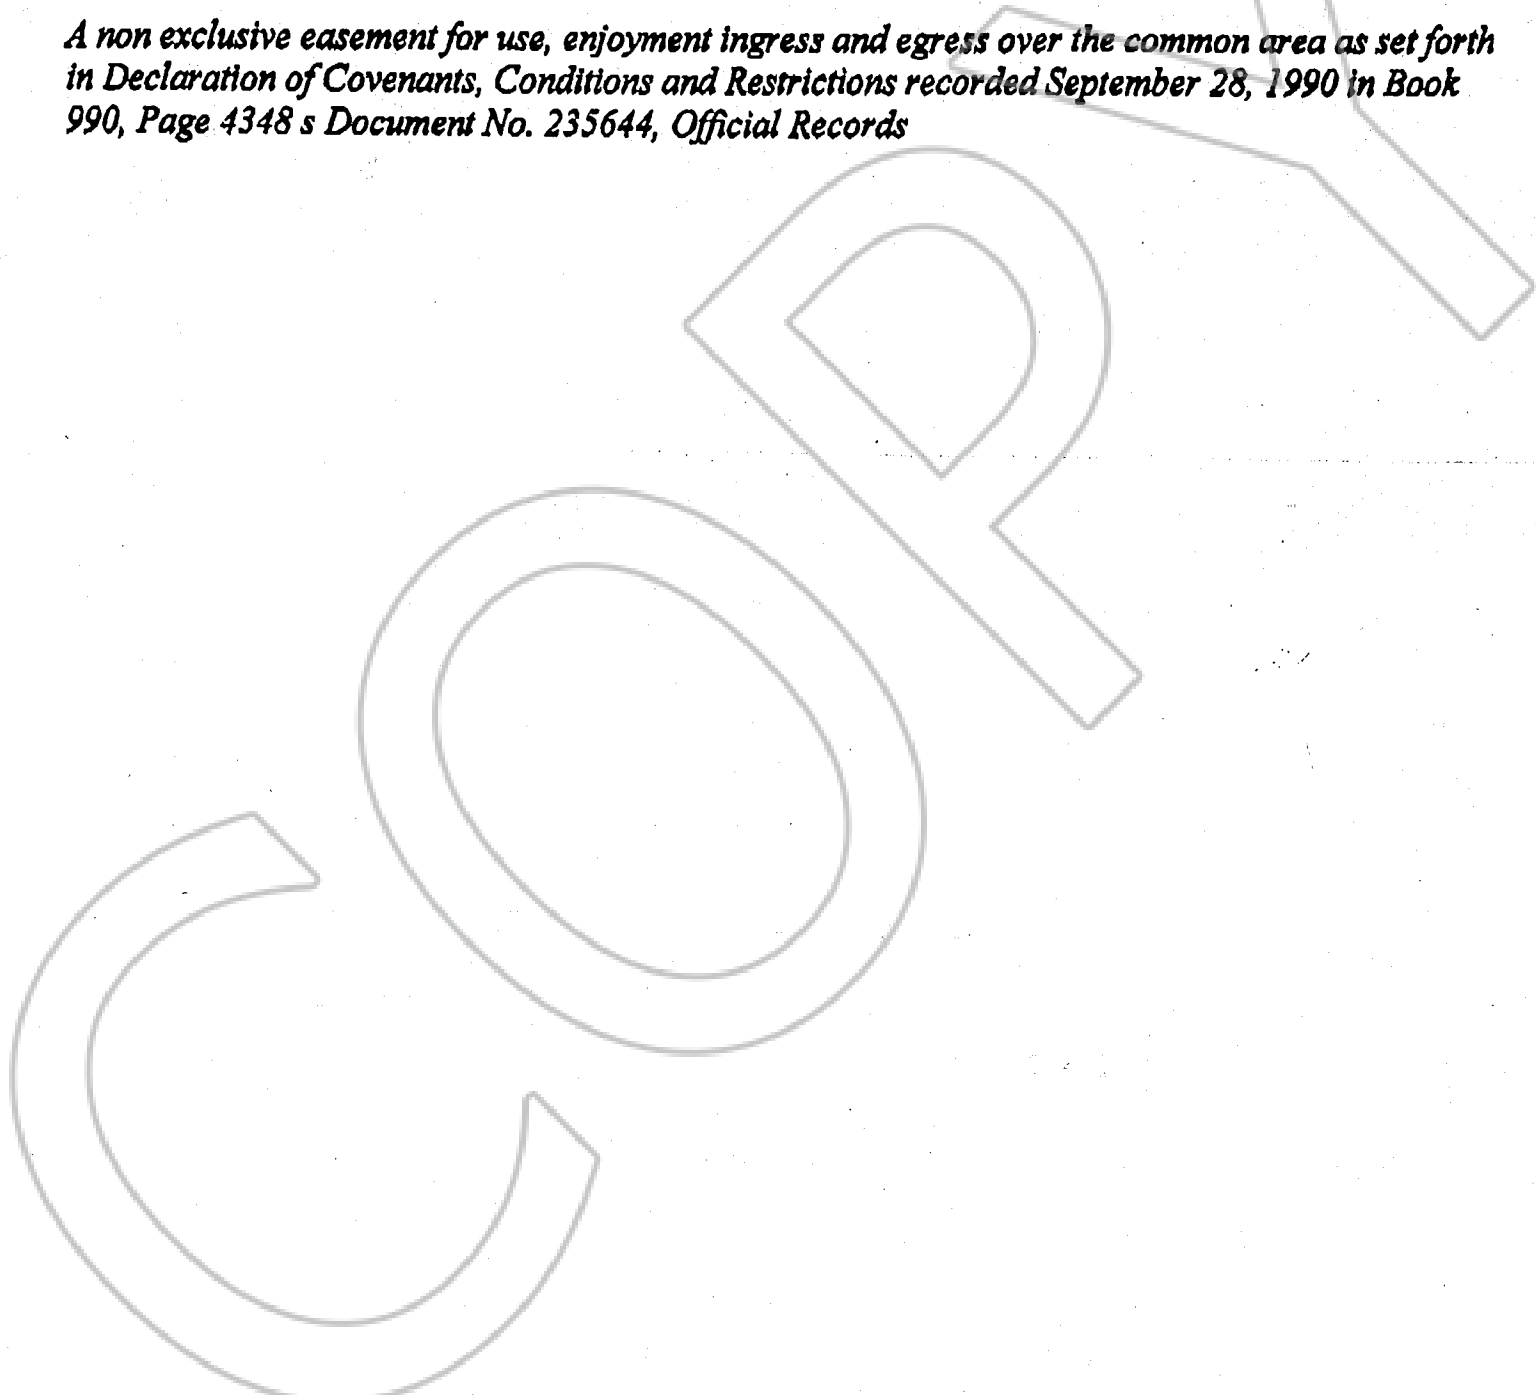 A non exclusive easement for use, enjoyment ingress and egress over the common area as set forth
in Declaration of Covenants, Conditions and Restrictions recorded September 28, 1990 in Book
990, Page 4348 s Document No. 235644, Official Records
COPY